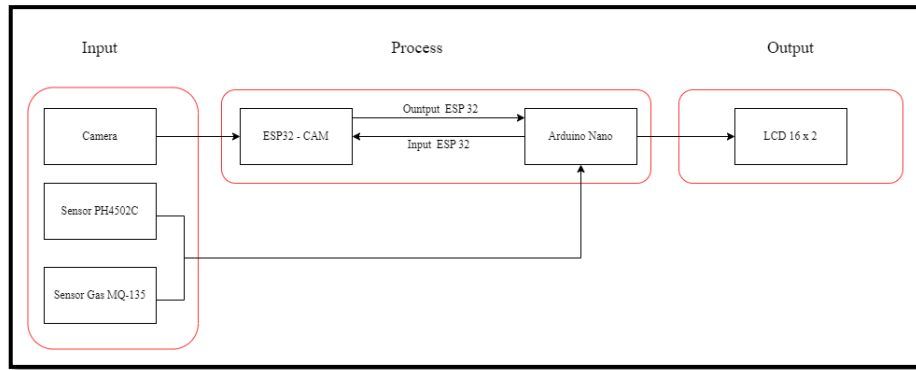 Input
Process
Output
Camera
ESP32 - CAM
Ountput ESP 32
Input ESP 32
Arduino Nano
LCD 16 x 2
Sensor PH4502C
Sensor Gas MQ-135